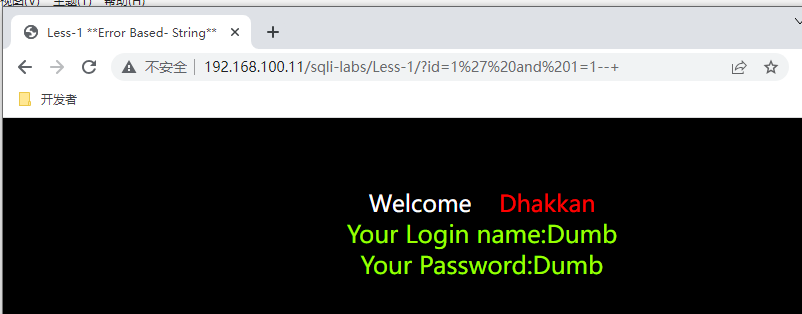 视图(V) 主题(T) 帮助(H)
Less-1 **Error Based- String**
不安全 192.168.100.11/sqli-labs/Less-1/?id=1%27%20and%201=1--+
开发者
Welcome Dhakkan
Your Login name:Dumb
Your Password:Dumb